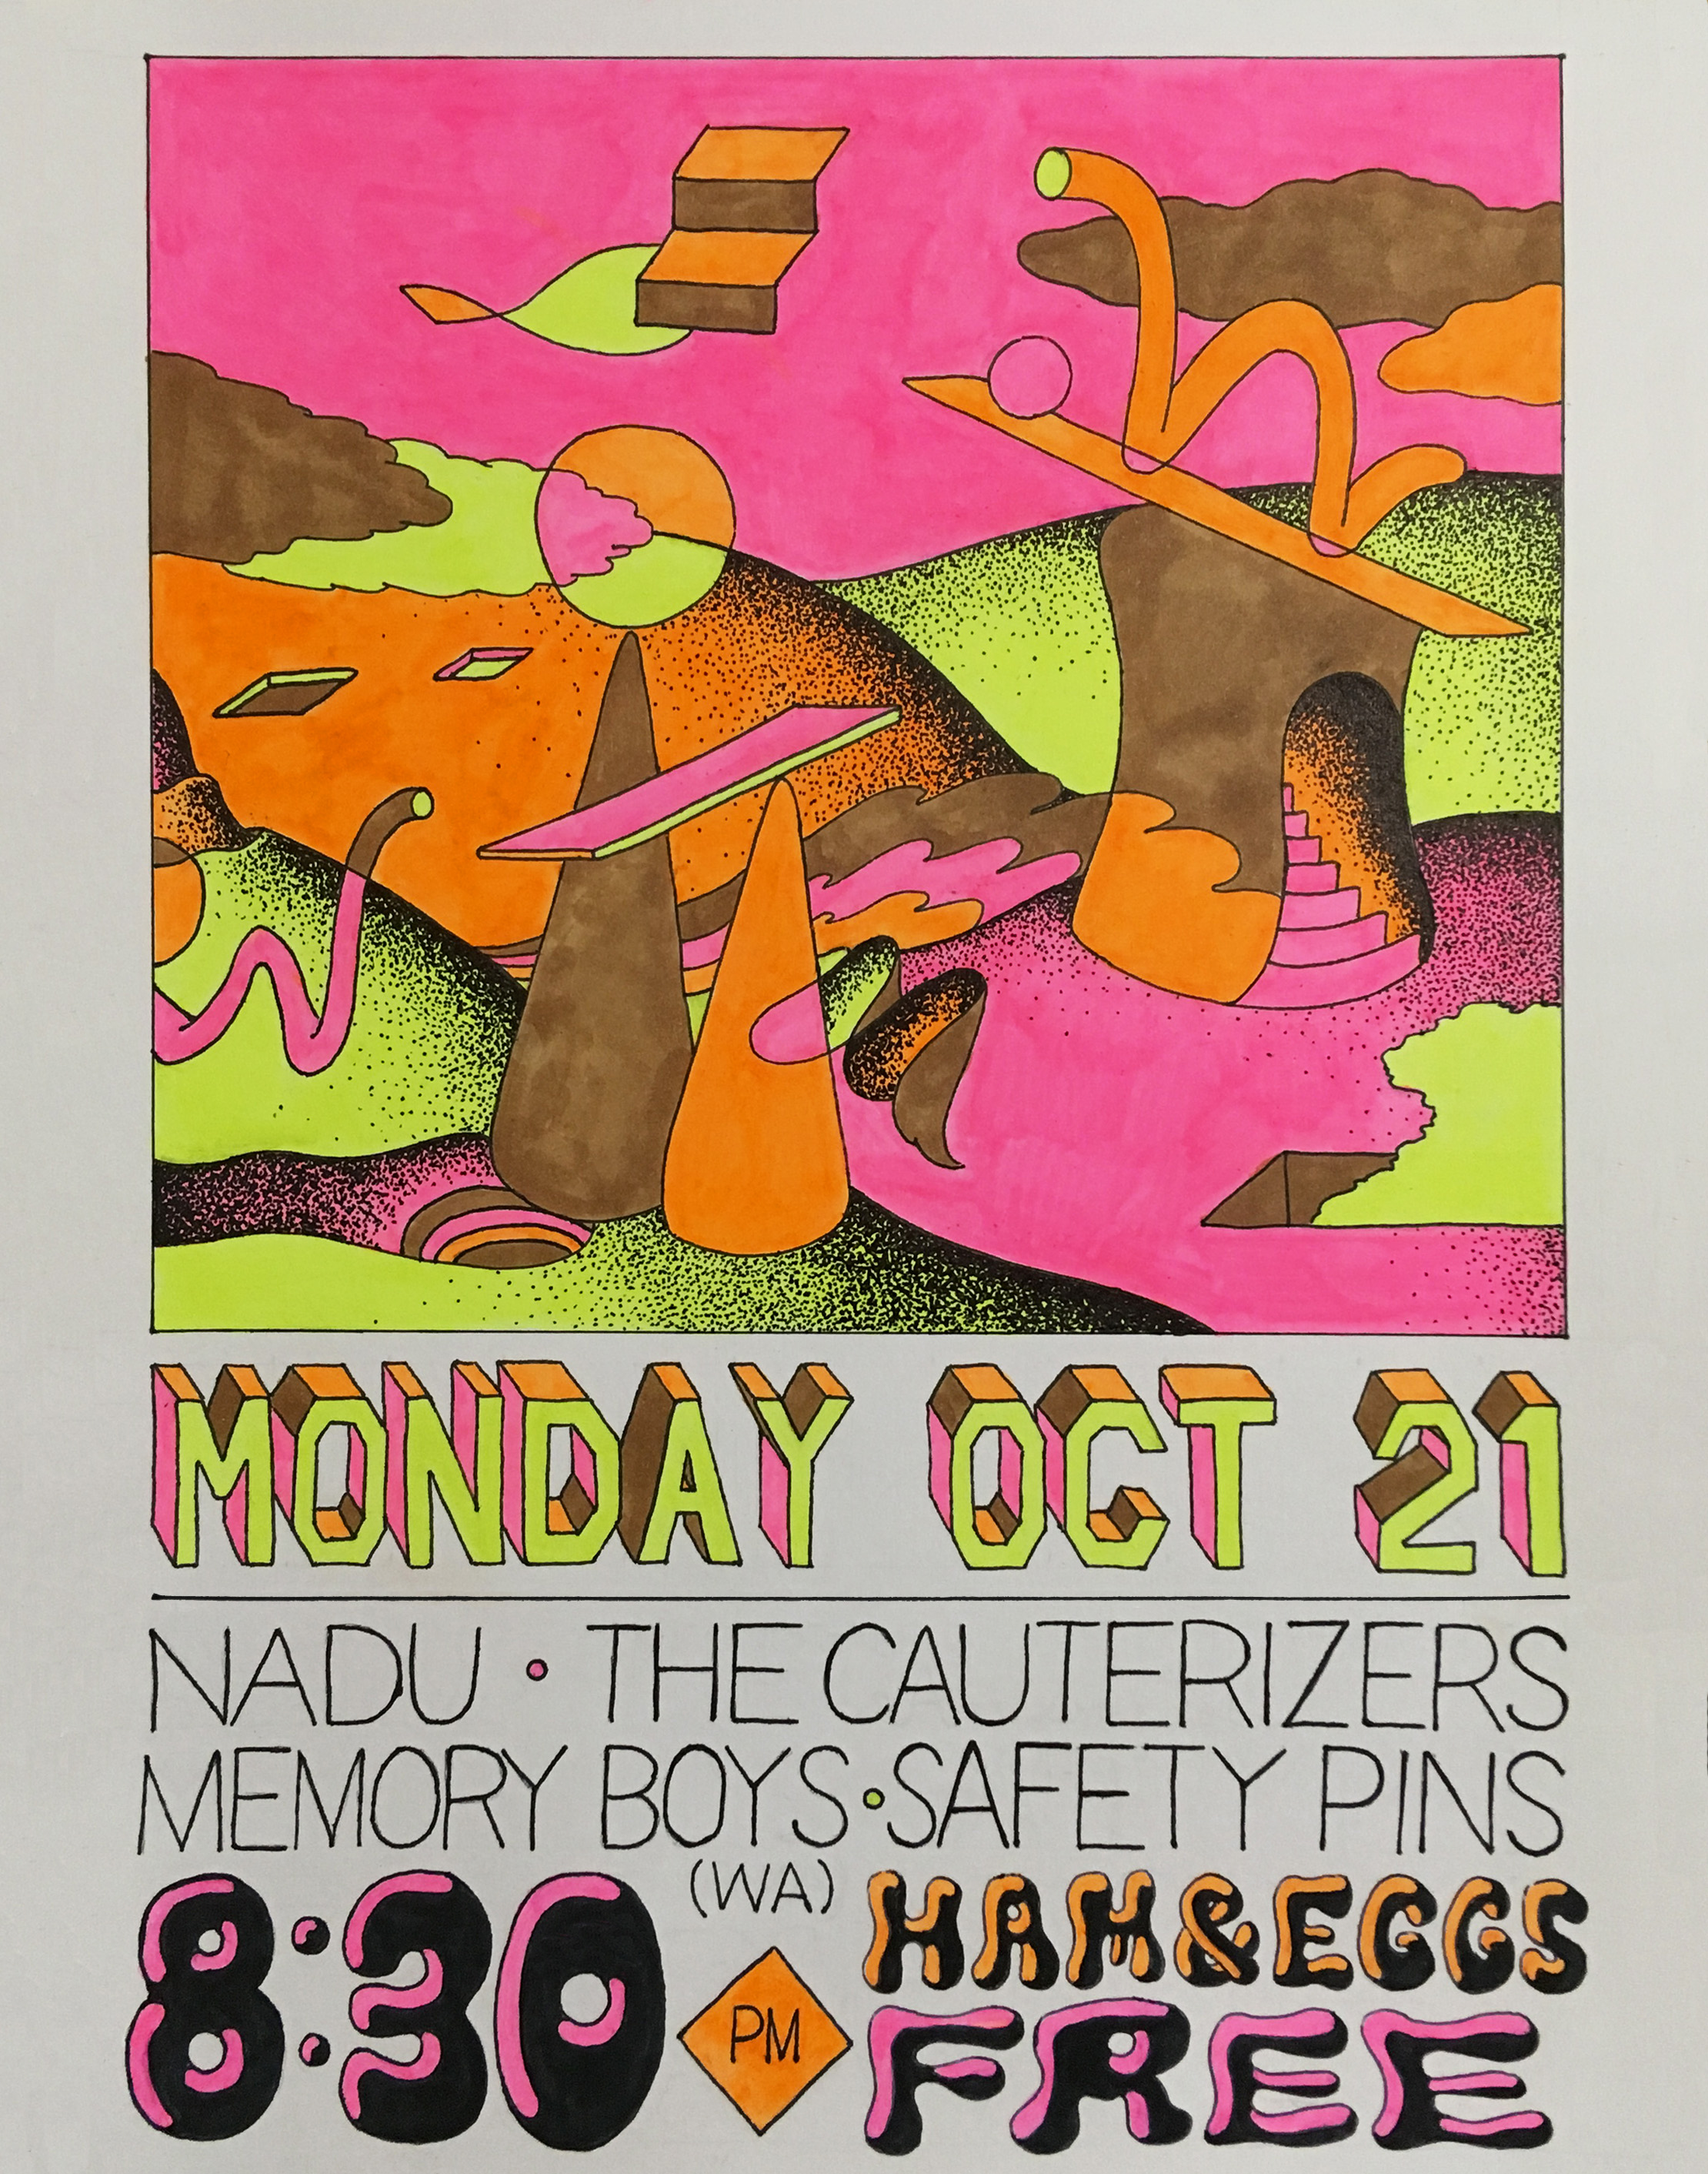 MONDAY OCT 21
NADU • THE CAUTERIZERS
MEMORY BOYS • SAFETY PINS
(WA)
8:30 PM
HAM & EGGS
FREE